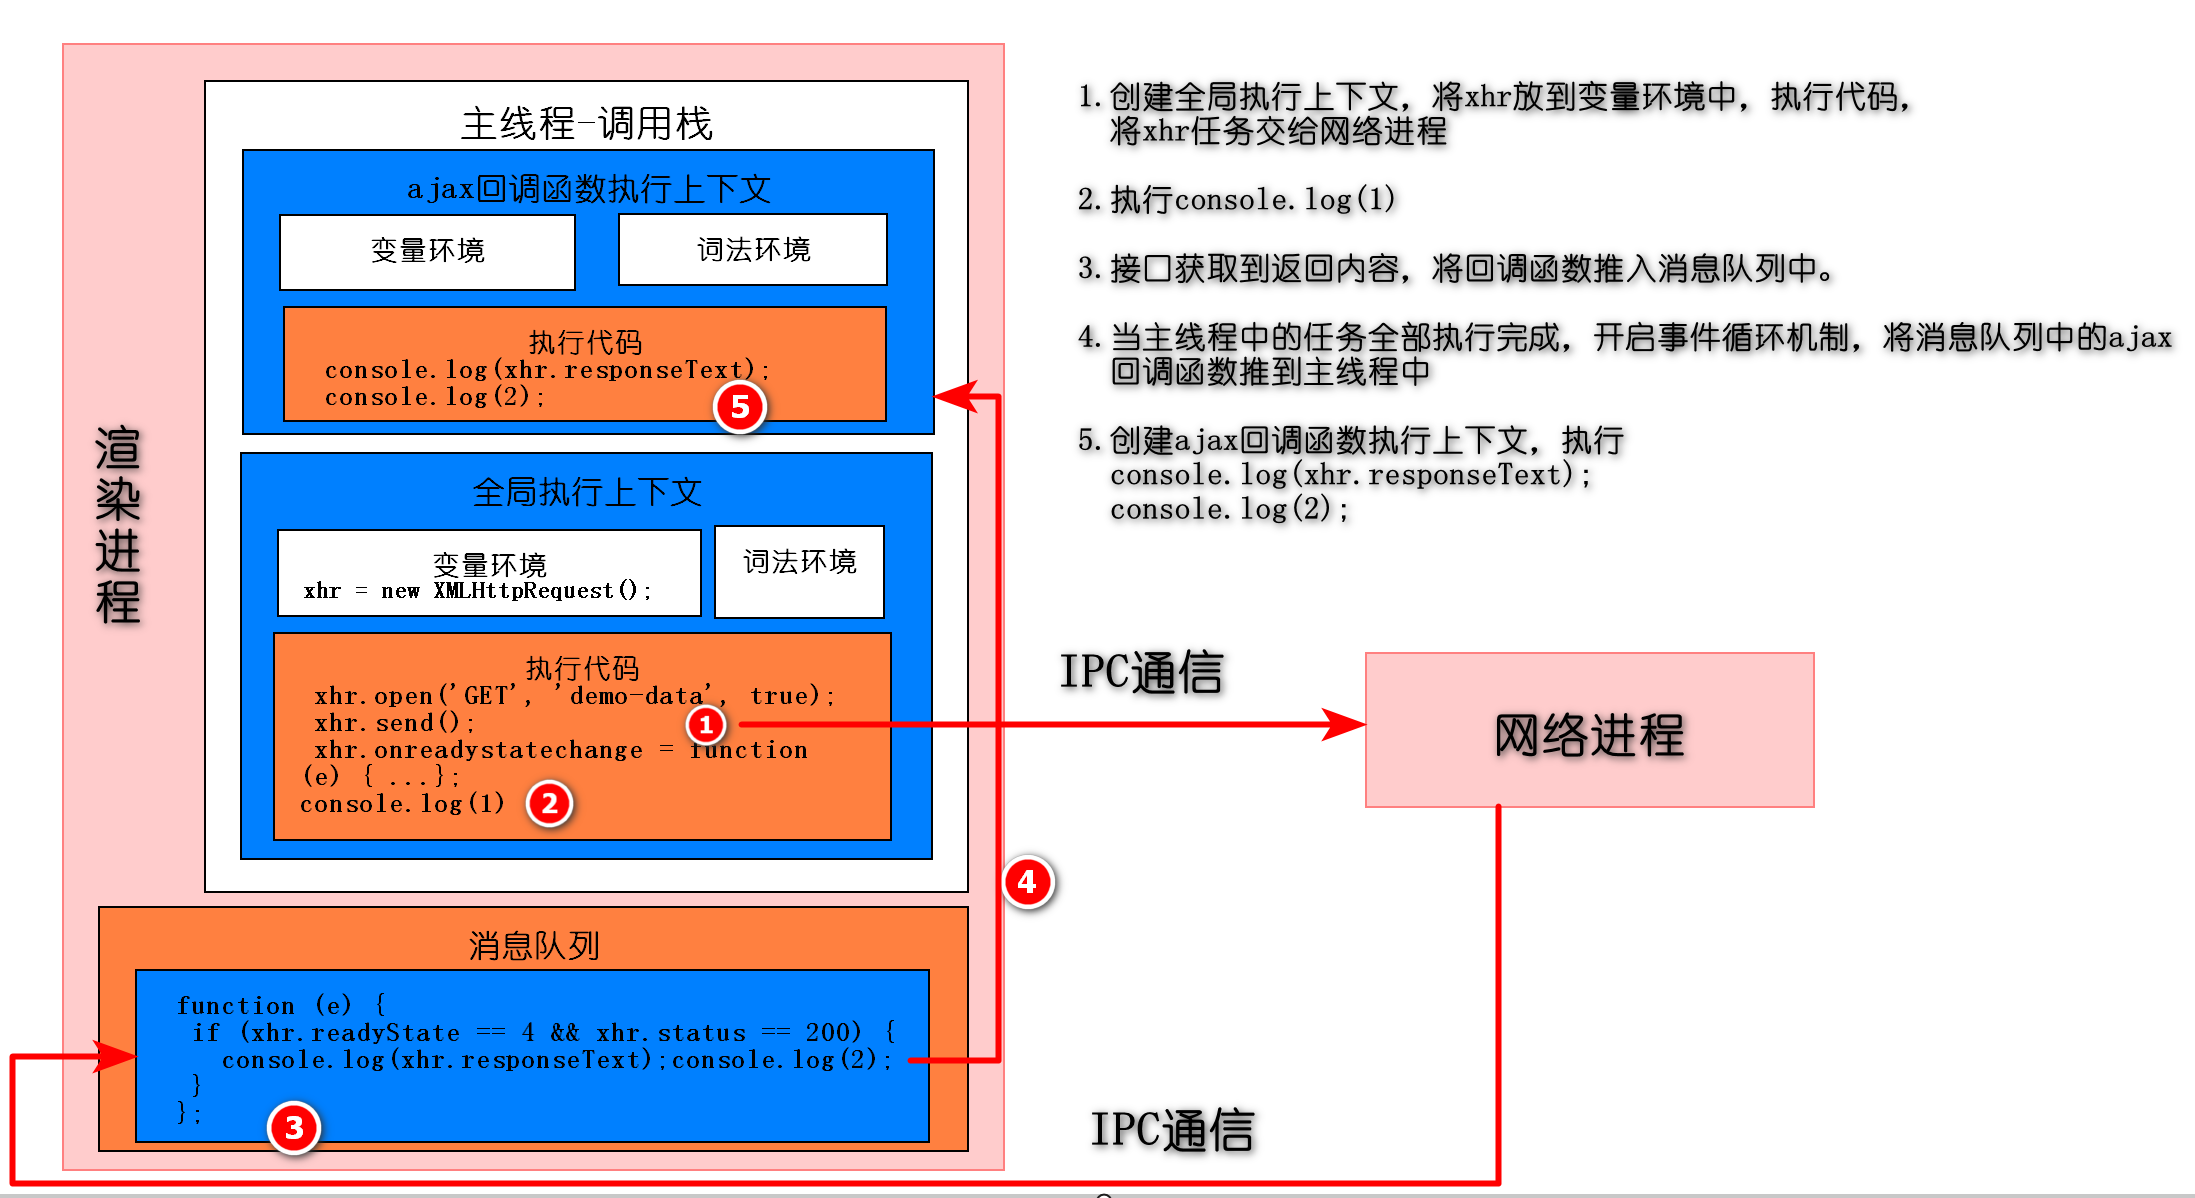 渲染进程
主线程-调用栈
ajax回调函数执行上下文
变量环境
词法环境
执行代码
console.log(xhr.responseText);
console.log(2);
5
全局执行上下文
变量环境
xhr = new XMLHttpRequest();
词法环境
执行代码
xhr.open('GET', 'demo-data', true);
xhr.send();
1
xhr.onreadystatechange = function
(e) { ...};
console.log(1)
2
消息队列
function (e) {
if (xhr.readyState == 4 && xhr.status == 200) {
console.log(xhr.responseText);console.log(2);
}
};
3
4
1. 创建全局执行上下文，将xhr放到变量环境中，执行代码，
将xhr任务交给网络进程
2. 执行console.log(1)
3. 接口获取到返回内容，将回调函数推入消息队列中。
4. 当主线程中的任务全部执行完成，开启事件循环机制，将消息队列中的ajax
回调函数推到主线程中
5. 创建ajax回调函数执行上下文，执行
console.log(xhr.responseText);
console.log(2);
IPC通信
网络进程
IPC通信